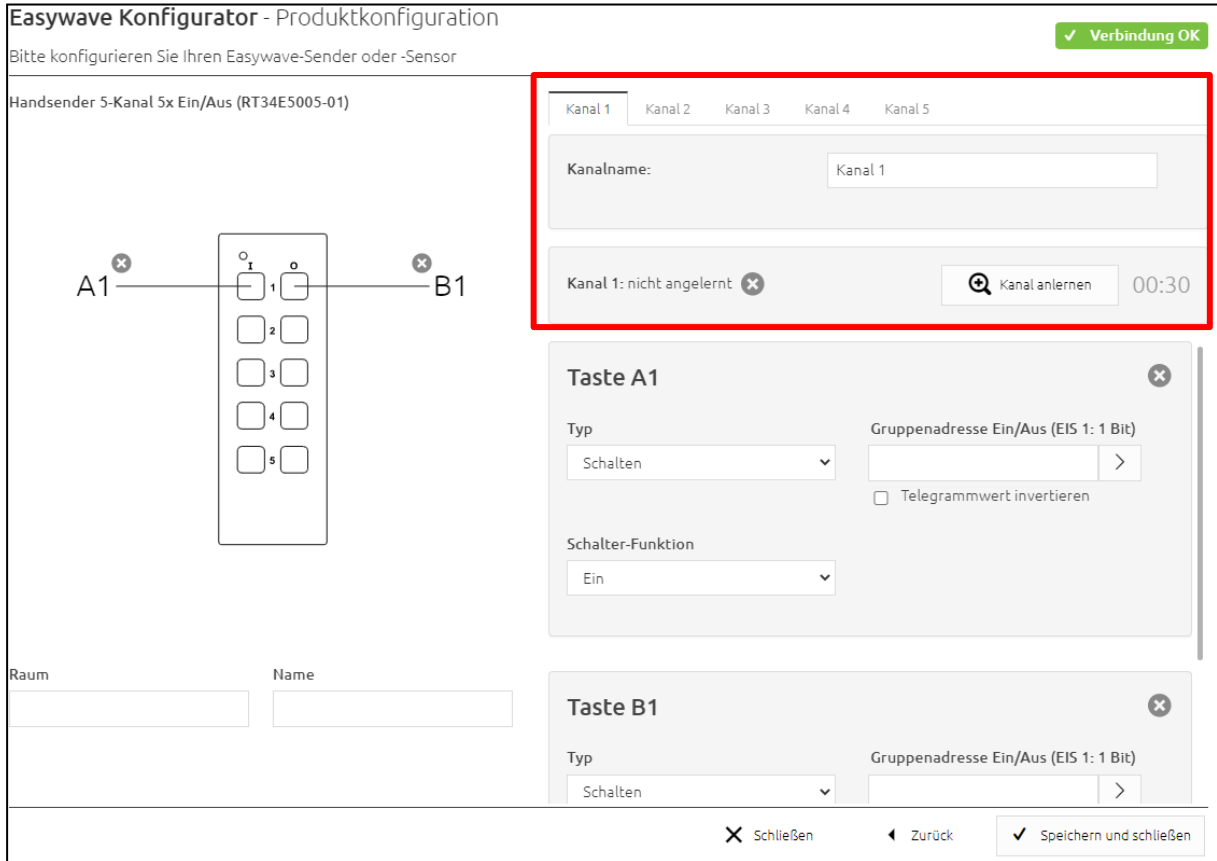 Easywave Konfigurator - Produktkonfiguration
Verbindung OK
Bitte konfigurieren Sie Ihren Easywave-Sender oder -Sensor
Handsender 5-Kanal 5x Ein/Aus (RT34E5005-01)
A1
B1
I O
1
2
3
4
5
Raum Name
Kanal 1 Kanal 2 Kanal 3 Kanal 4 Kanal 5
Kanalname: Kanal 1
Kanal 1: nicht angelernt Kanal anlernen 00:30
Taste A1
Typ Gruppenadresse Ein/Aus (EIS 1: 1 Bit)
Schalten
Telegrammwert invertieren
Schalter-Funktion
Ein
Taste B1
Typ Gruppenadresse Ein/Aus (EIS 1: 1 Bit)
Schalten
Schließen Zurück Speichern und schließen